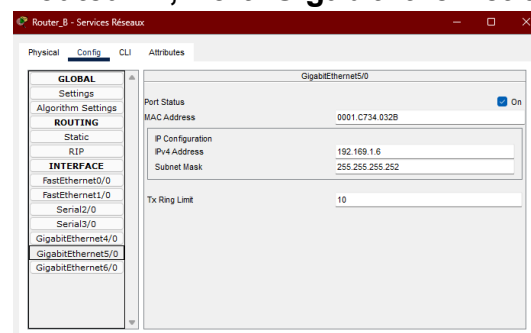 Router_B - Services Réseaux
Physical Config CLI Attributes
GLOBAL
Settings
Algorithm Settings
ROUTING
Static
RIP
INTERFACE
FastEthernet0/0
FastEthernet1/0
Serial2/0
Serial3/0
GigabitEthernet4/0
GigabitEthernet5/0
GigabitEthernet6/0
GigabitEthernet5/0
Port Status On
MAC Address 0001.C734.032B
IP Configuration
IPv4 Address 192.169.1.6
Subnet Mask 255.255.255.252
Tx Ring Limit 10